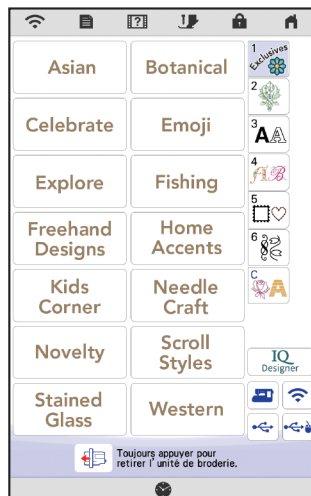 ?
Asian
Botanical
1
Exclusives
2
Celebrate
Emoji
3
AA
Explore
Fishing
4
AB
5
Freehand
Designs
Home
Accents
6
Kids
Corner
Needle
Craft
C
A
Novelty
Scroll
Styles
IQ
Designer
Stained
Glass
Western
Toujours appuyer pour
retirer l'unité de broderie.